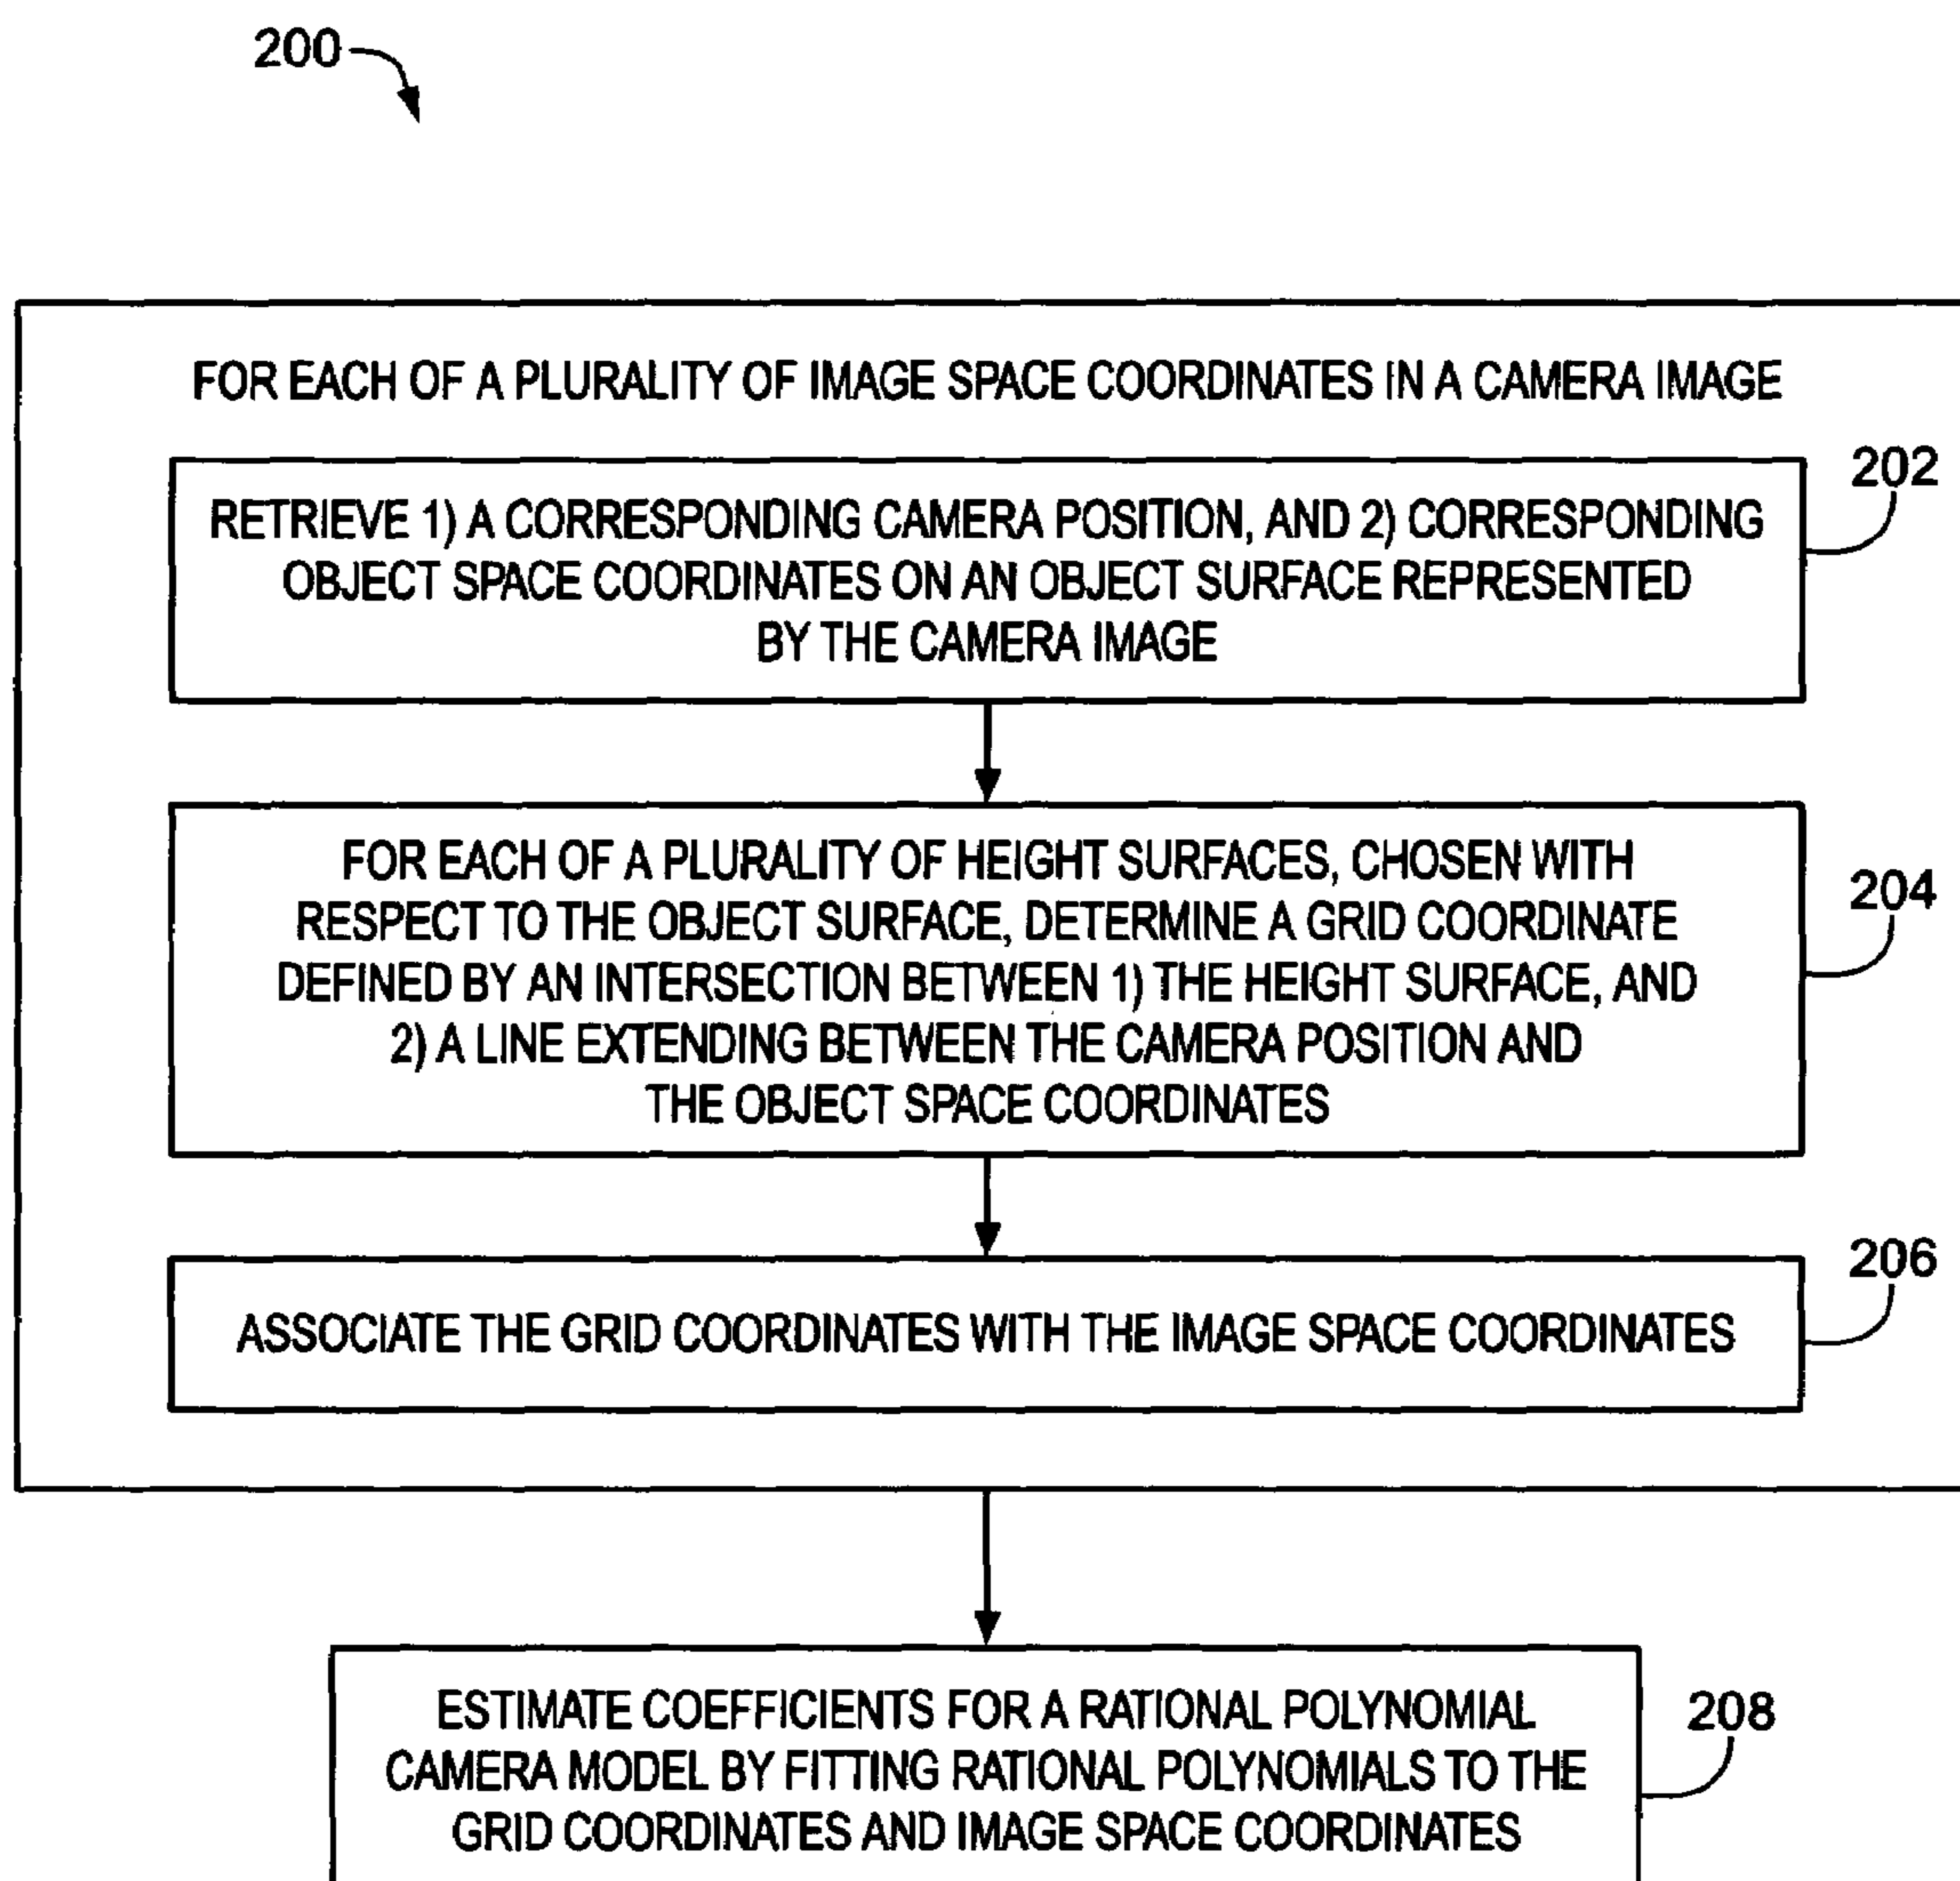 200
FOR EACH OF A PLURALITY OF IMAGE SPACE COORDINATES IN A CAMERA IMAGE
202
RETRIEVE 1) A CORRESPONDING CAMERA POSITION, AND 2) CORRESPONDING
OBJECT SPACE COORDINATES ON AN OBJECT SURFACE REPRESENTED
BY THE CAMERA IMAGE
204
FOR EACH OF A PLURALITY OF HEIGHT SURFACES, CHOSEN WITH
RESPECT TO THE OBJECT SURFACE, DETERMINE A GRID COORDINATE
DEFINED BY AN INTERSECTION BETWEEN 1) THE HEIGHT SURFACE, AND
2) A LINE EXTENDING BETWEEN THE CAMERA POSITION AND
THE OBJECT SPACE COORDINATES
206
ASSOCIATE THE GRID COORDINATES WITH THE IMAGE SPACE COORDINATES
208
ESTIMATE COEFFICIENTS FOR A RATIONAL POLYNOMIAL
CAMERA MODEL BY FITTING RATIONAL POLYNOMIALS TO THE
GRID COORDINATES AND IMAGE SPACE COORDINATES